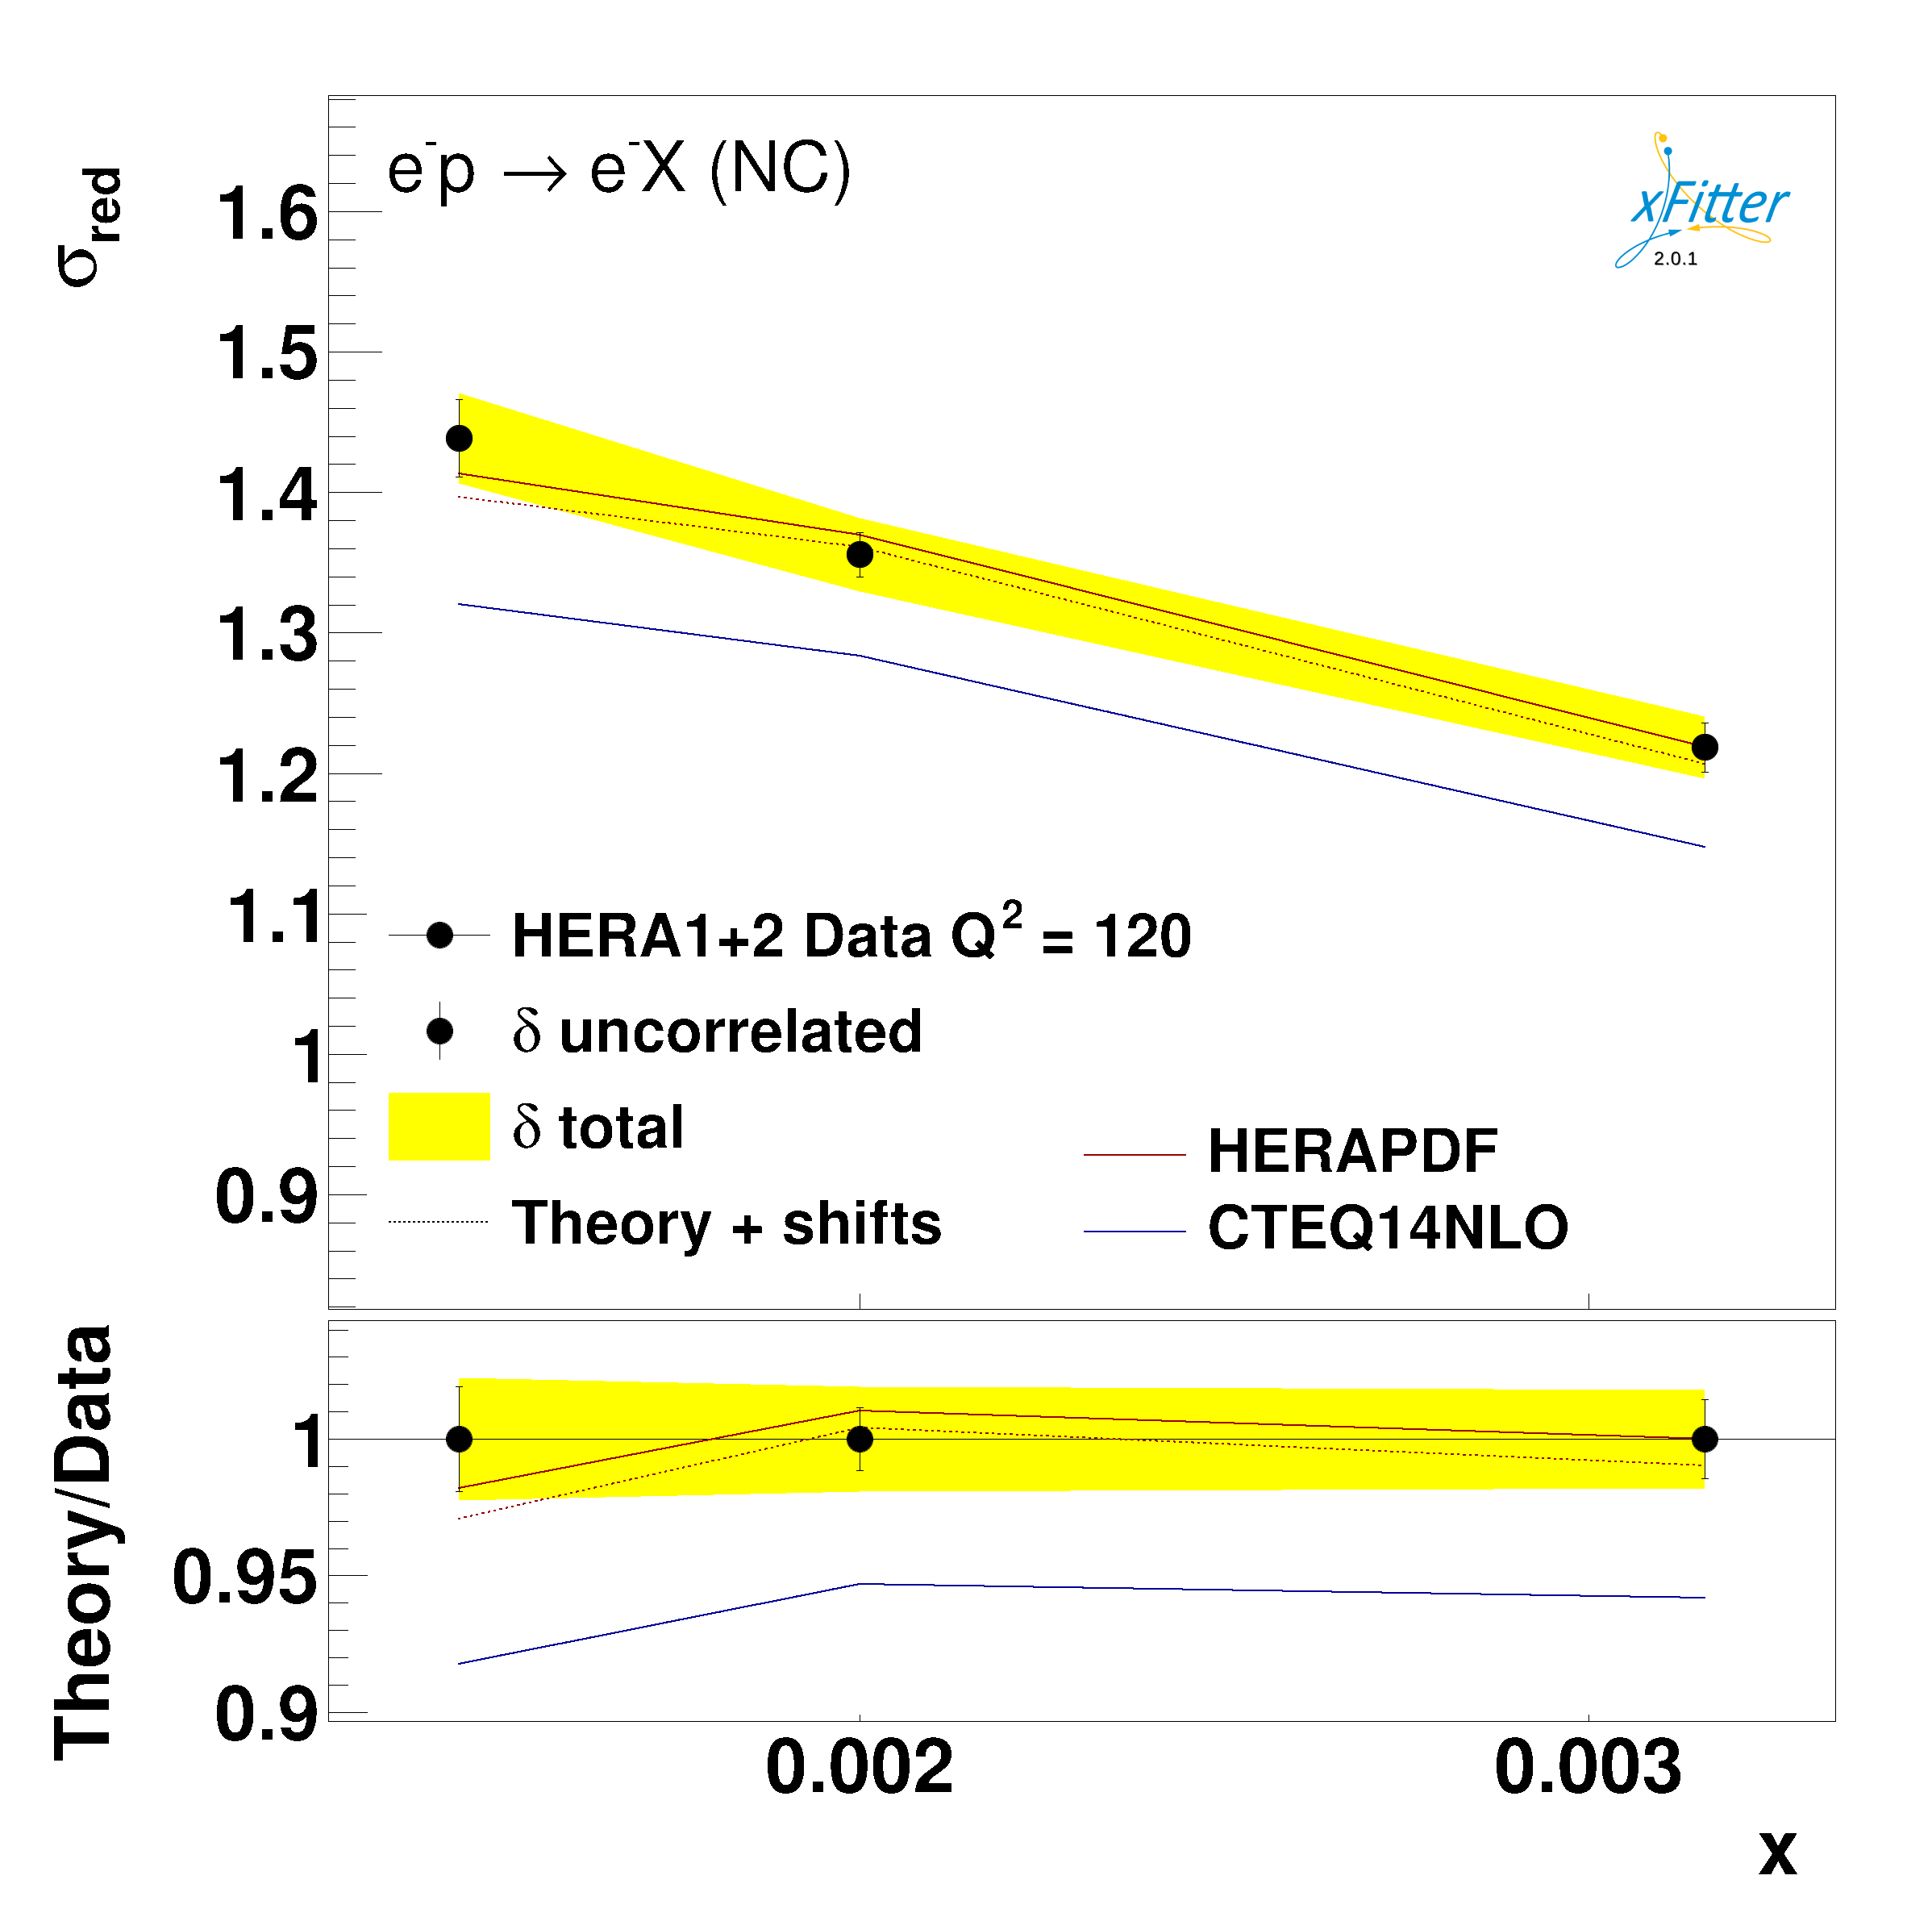 e⁻p → e⁻X (NC)
xFitter
2.0.1
σred
1.6
1.5
1.4
1.3
1.2
1.1
1
0.9
HERA1+2 Data Q² = 120
δ uncorrelated
δ total
Theory + shifts
HERAPDF
CTEQ14NLO
Theory/Data
1
0.95
0.9
0.002
0.003
x